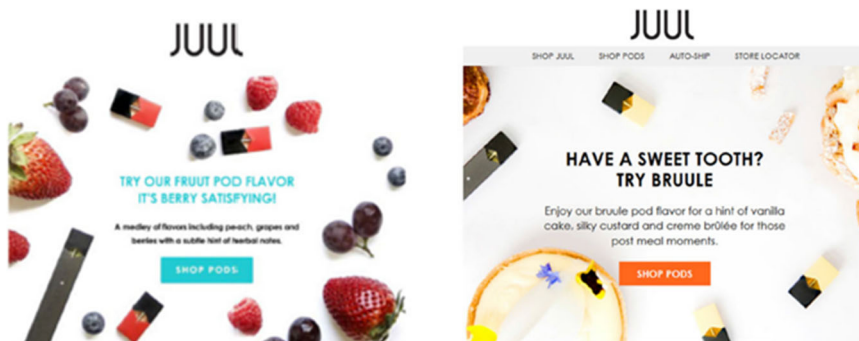 JUUL
TRY OUR FRUUT POD FLAVOR
IT'S BERRY SATISFYING!
A medley of flavors including peach, grapes and
berries with a subtle hint of herbal notes.
SHOP PODS
JUUL
SHOP JUUL SHOP PODS AUTO-SHIP STORE LOCATOR
HAVE A SWEET TOOTH?
TRY BRUULE
Enjoy our bruule pod flavor for a hint of vanilla
cake, silky custard and creme brûlée for those
post meal moments.
SHOP PODS